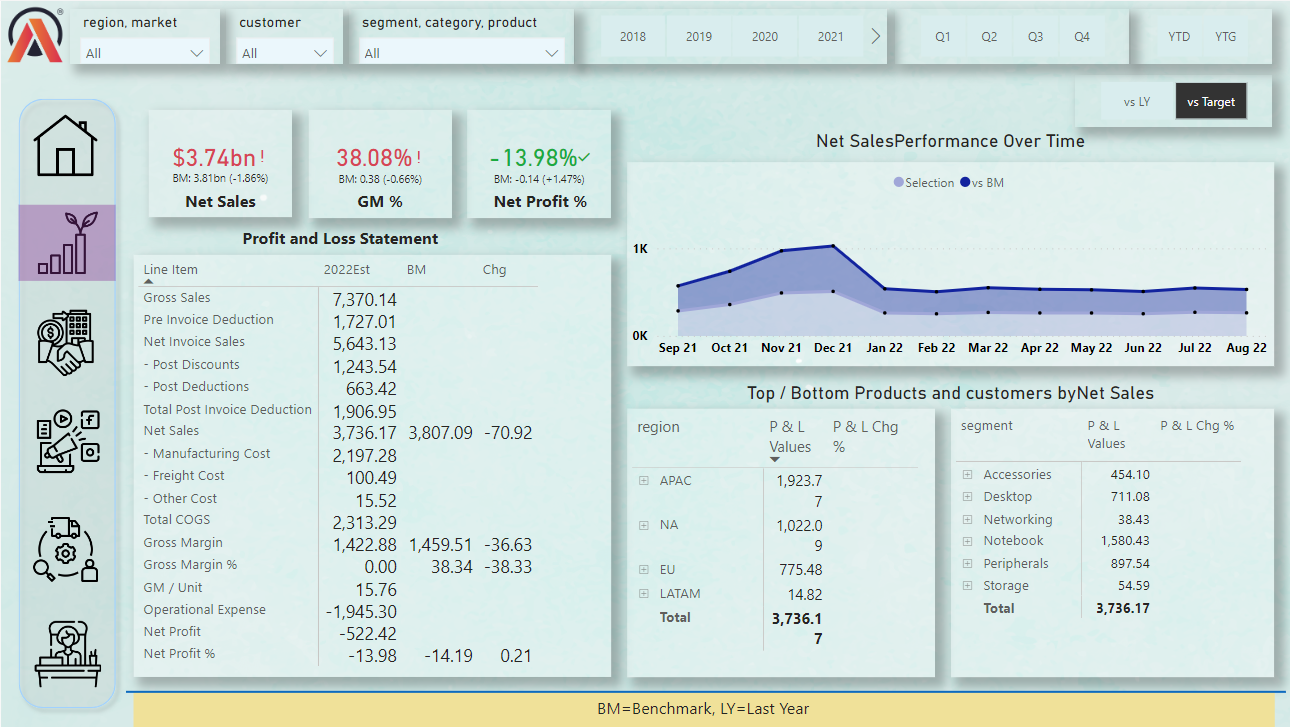 region, market
All
customer
All
segment, category, product
All
2018 2019 2020 2021
Q1 Q2 Q3 Q4
YTD YTG
vs LY vs Target
$3.74bn!
BM: 3.81bn (-1.86%)
Net Sales
38.08%!
BM: 0.38 (-0.66%)
GM %
-13.98%
BM: -0.14 (+1.47%)
Net Profit %
Net SalesPerformance Over Time
Selection vs BM
1K
0K
Sep 21 Oct 21 Nov 21 Dec 21 Jan 22 Feb 22 Mar 22 Apr 22 May 22 Jun 22 Jul 22 Aug 22
Profit and Loss Statement
Line Item 2022Est BM Chg
Gross Sales 7,370.14
Pre Invoice Deduction 1,727.01
Net Invoice Sales 5,643.13
- Post Discounts 1,243.54
- Post Deductions 663.42
Total Post Invoice Deduction 1,906.95
Net Sales 3,736.17 3,807.09 -70.92
- Manufacturing Cost 2,197.28
- Freight Cost 100.49
- Other Cost 15.52
Total COGS 2,313.29
Gross Margin 1,422.88 1,459.51 -36.63
Gross Margin % 0.00 38.34 -38.33
GM / Unit 15.76
Operational Expense -1,945.30
Net Profit -522.42
Net Profit % -13.98 -14.19 0.21
Top / Bottom Products and customers byNet Sales
region P & L P & L Chg
Values %
APAC 1,923.7
7
NA 1,022.0
9
EU 775.48
LATAM 14.82
Total 3,736.1
7
segment P & L P & L Chg %
Values
Accessories 454.10
Desktop 711.08
Networking 38.43
Notebook 1,580.43
Peripherals 897.54
Storage 54.59
Total 3,736.17
BM=Benchmark, LY=Last Year